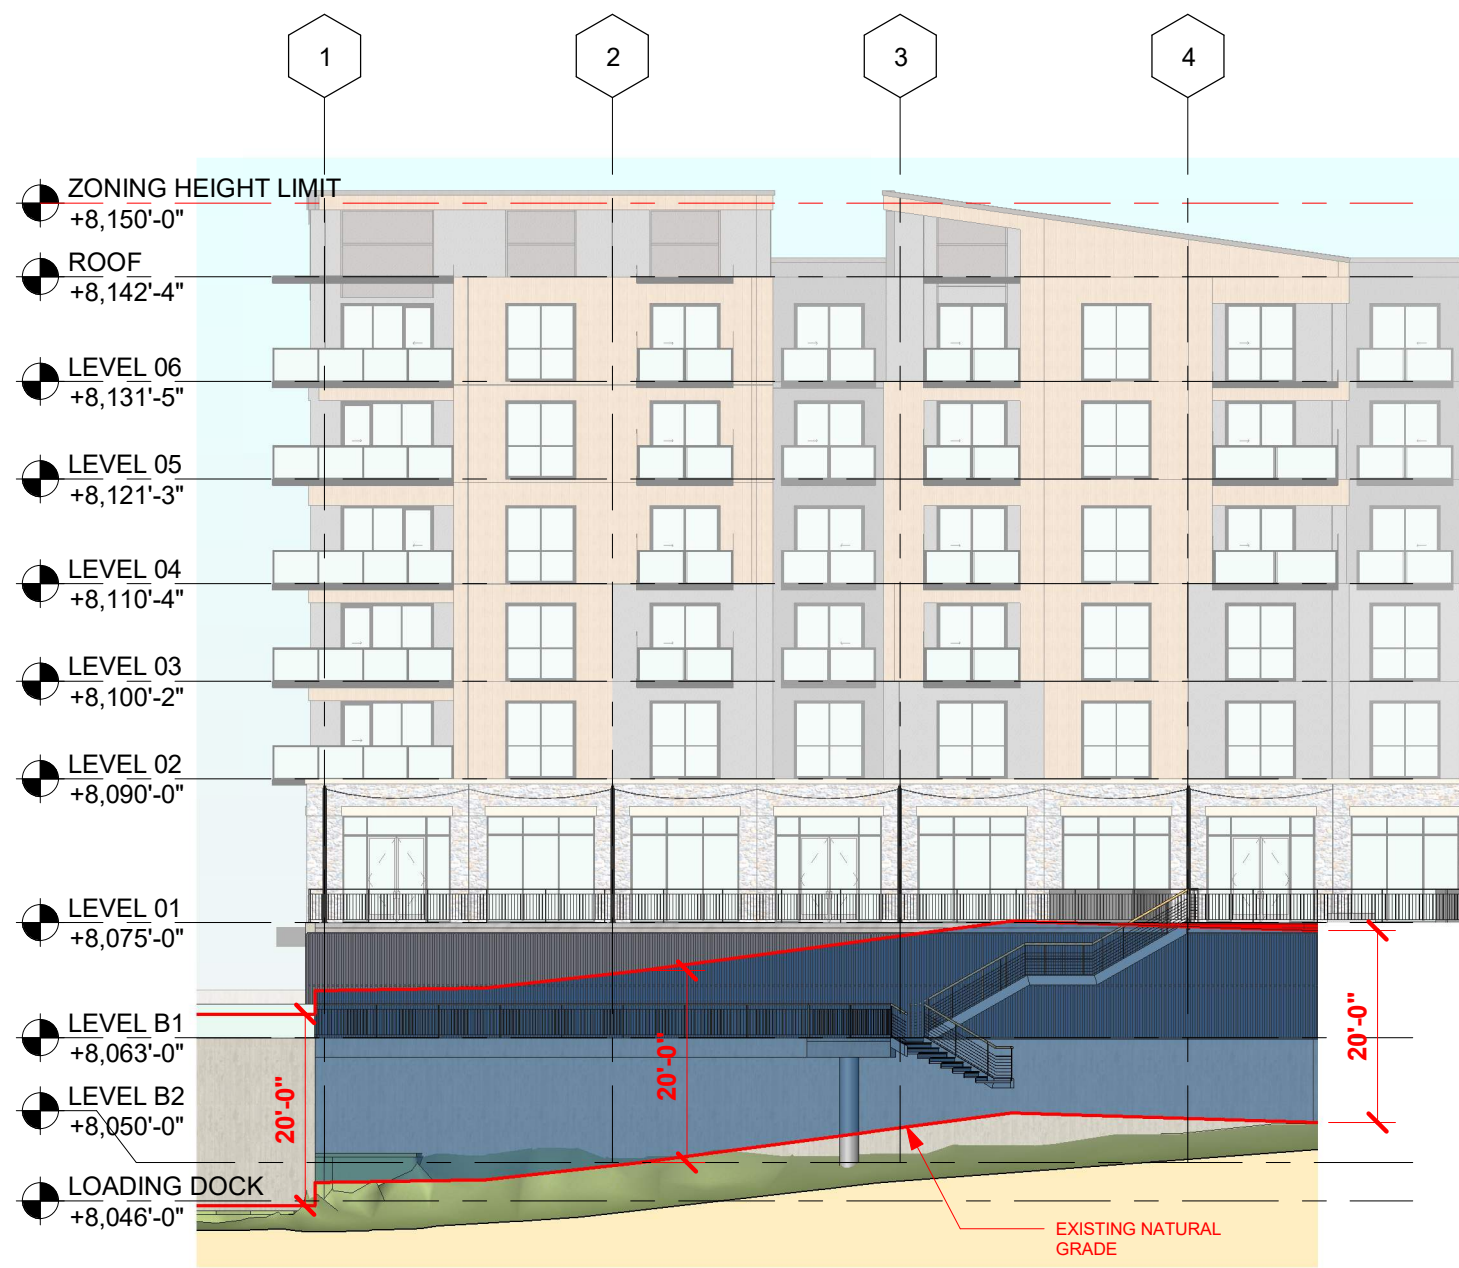 1
2
3
4
ZONING HEIGHT LIMIT
+8,150'-0"
ROOF
+8,142'-4"
LEVEL 06
+8,131'-5"
LEVEL 05
+8,121'-3"
LEVEL 04
+8,110'-4"
LEVEL 03
+8,100'-2"
LEVEL 02
+8,090'-0"
LEVEL 01
+8,075'-0"
LEVEL B1
+8,063'-0"
LEVEL B2
+8,050'-0"
LOADING DOCK
+8,046'-0"
20'-0"
20'-0"
20'-0"
EXISTING NATURAL
GRADE